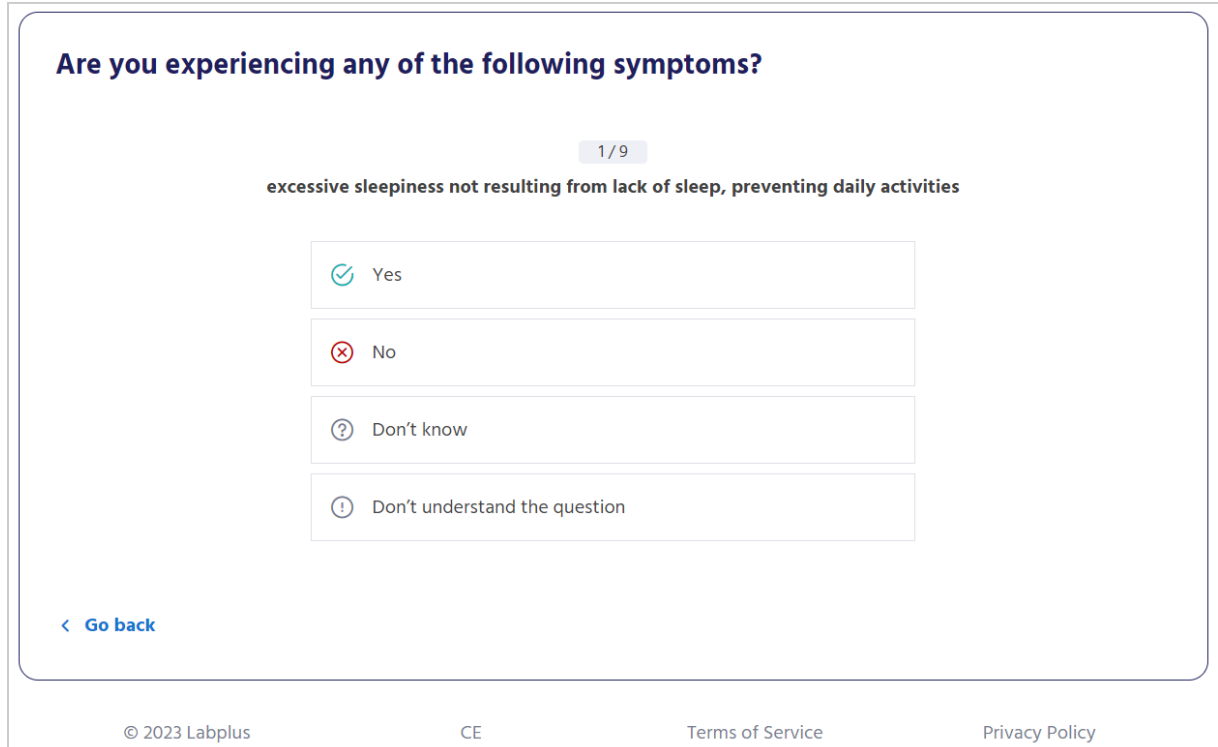 Are you experiencing any of the following symptoms?
1 / 9
excessive sleepiness not resulting from lack of sleep, preventing daily activities
Yes
No
Don’t know
Don’t understand the question
Go back
© 2023 Labplus
CE
Terms of Service
Privacy Policy